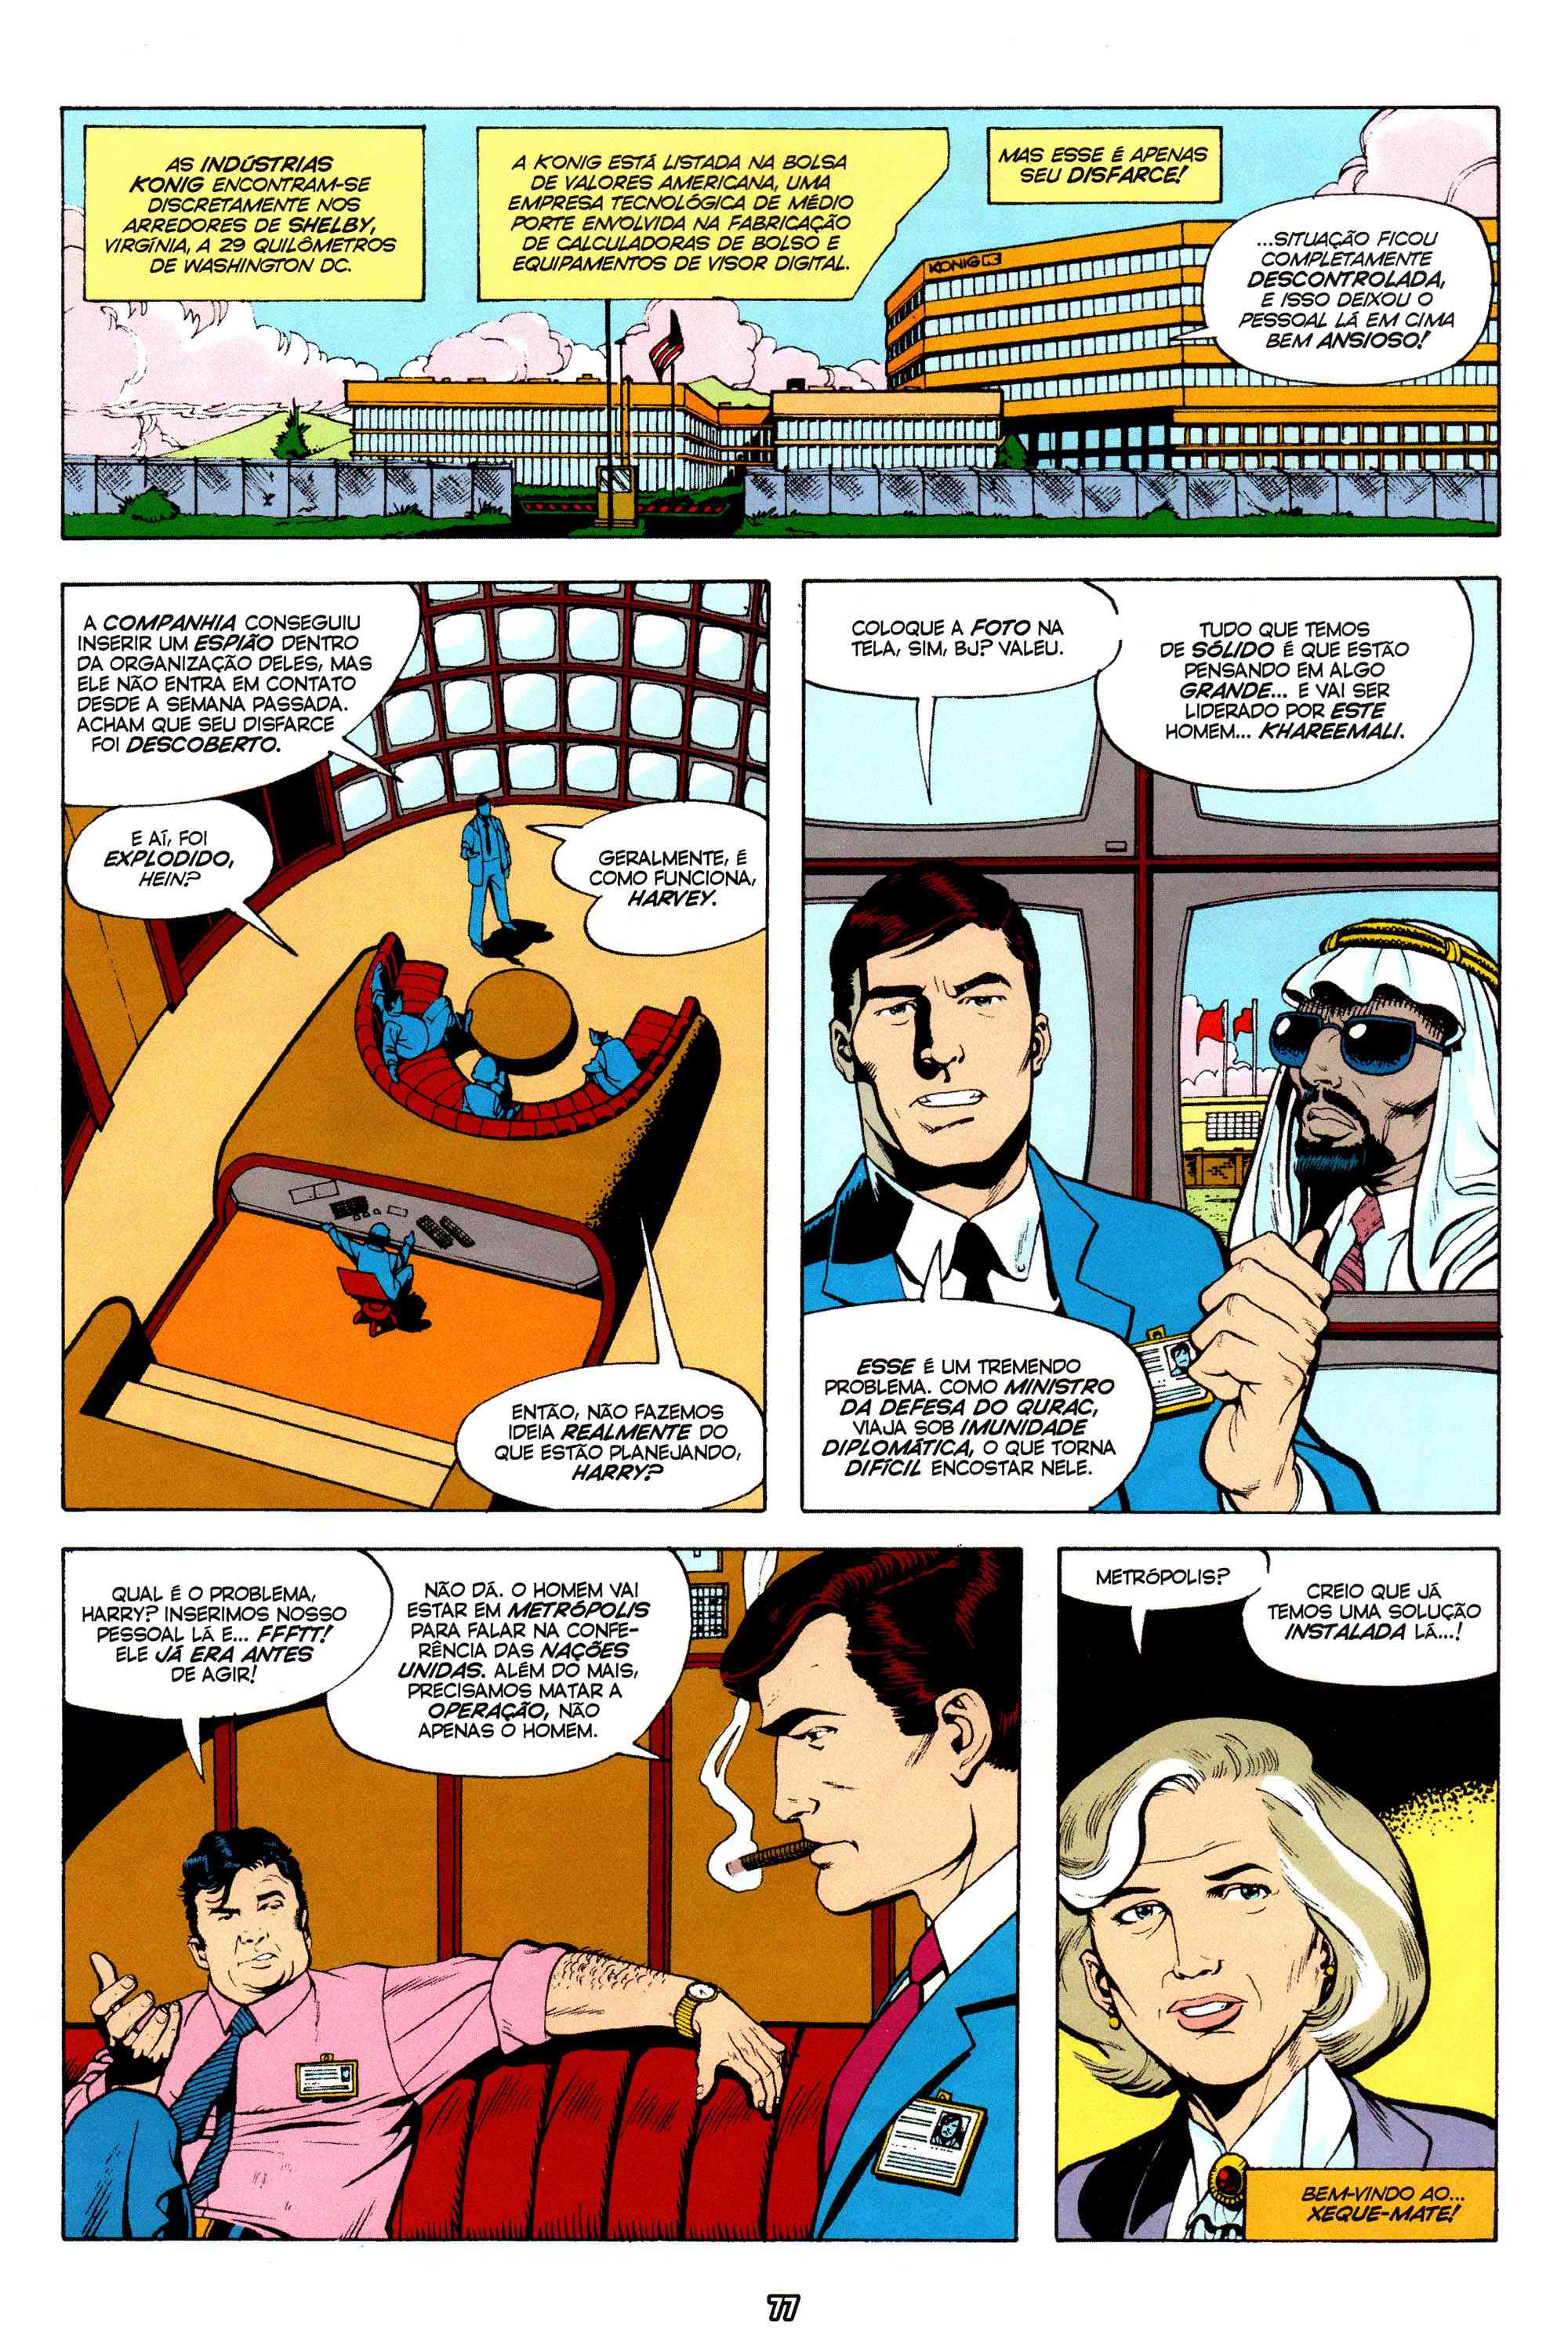 AS INDÚSTRIAS
KONIG ENCONTRAM-SE
DISCRETAMENTE NOS
ARREDORES DE SHELBY,
VIRGÍNIA, A 29 QUILÔMETROS
DE WASHINGTON DC.
A KONIG ESTÁ LISTADA NA BOLSA
DE VALORES AMERICANA, UMA
EMPRESA TECNOLÓGICA DE MÉDIO
PORTE ENVOLVIDA NA FABRICAÇÃO
DE CALCULADORAS DE BOLSO E
EQUIPAMENTOS DE VISOR DIGITAL.
MAS ESSE É APENAS
SEU DISFARCE!
KONIG
...SITUAÇÃO FICOU
COMPLETAMENTE
DESCONTROLADA,
E ISSO DEIXOU O
PESSOAL LÁ EM CIMA
BEM ANSIOSO!
A COMPANHIA CONSEGUIU
INSERIR UM ESPIÃO DENTRO
DA ORGANIZAÇÃO DELES, MAS
ELE NÃO ENTRA EM CONTATO
DESDE A SEMANA PASSADA.
ACHAM QUE SEU DISFARCE
FOI DESCOBERTO.
E AÍ, FOI
EXPLODIDO,
HEIN?
GERALMENTE, É
COMO FUNCIONA,
HARVEY.
ENTÃO, NÃO FAZEMOS
IDEIA REALMENTE DO
QUE ESTÃO PLANEJANDO,
HARRY?
COLOQUE A FOTO NA
TELA, SIM, BJ? VALEU.
TUDO QUE TEMOS
DE SÓLIDO É QUE ESTÃO
PENSANDO EM ALGO
GRANDE... E VAI SER
LIDERADO POR ESTE
HOMEM... KHAREEMALI.
ESSE É UM TREMENDO
PROBLEMA. COMO MINISTRO
DA DEFESA DO QURAC,
VIAJA SOB IMUNIDADE
DIPLOMÁTICA, O QUE TORNA
DIFÍCIL ENCOSTAR NELE.
QUAL É O PROBLEMA,
HARRY? INSERIMOS NOSSO
PESSOAL LÁ E... FFFTT!
ELE JÁ ERA ANTES
DE AGIR!
NÃO DÁ. O HOMEM VAI
ESTAR EM METRÓPOLIS
PARA FALAR NA CONFE-
RÊNCIA DAS NAÇÕES
UNIDAS. ALÉM DO MAIS,
PRECISAMOS MATAR A
OPERAÇÃO, NÃO
APENAS O HOMEM.
METRÓPOLIS?
CREIO QUE JÁ
TEMOS UMA SOLUÇÃO
INSTALADA LÁ...!
BEM-VINDO AO...
XEQUE-MATE!
77